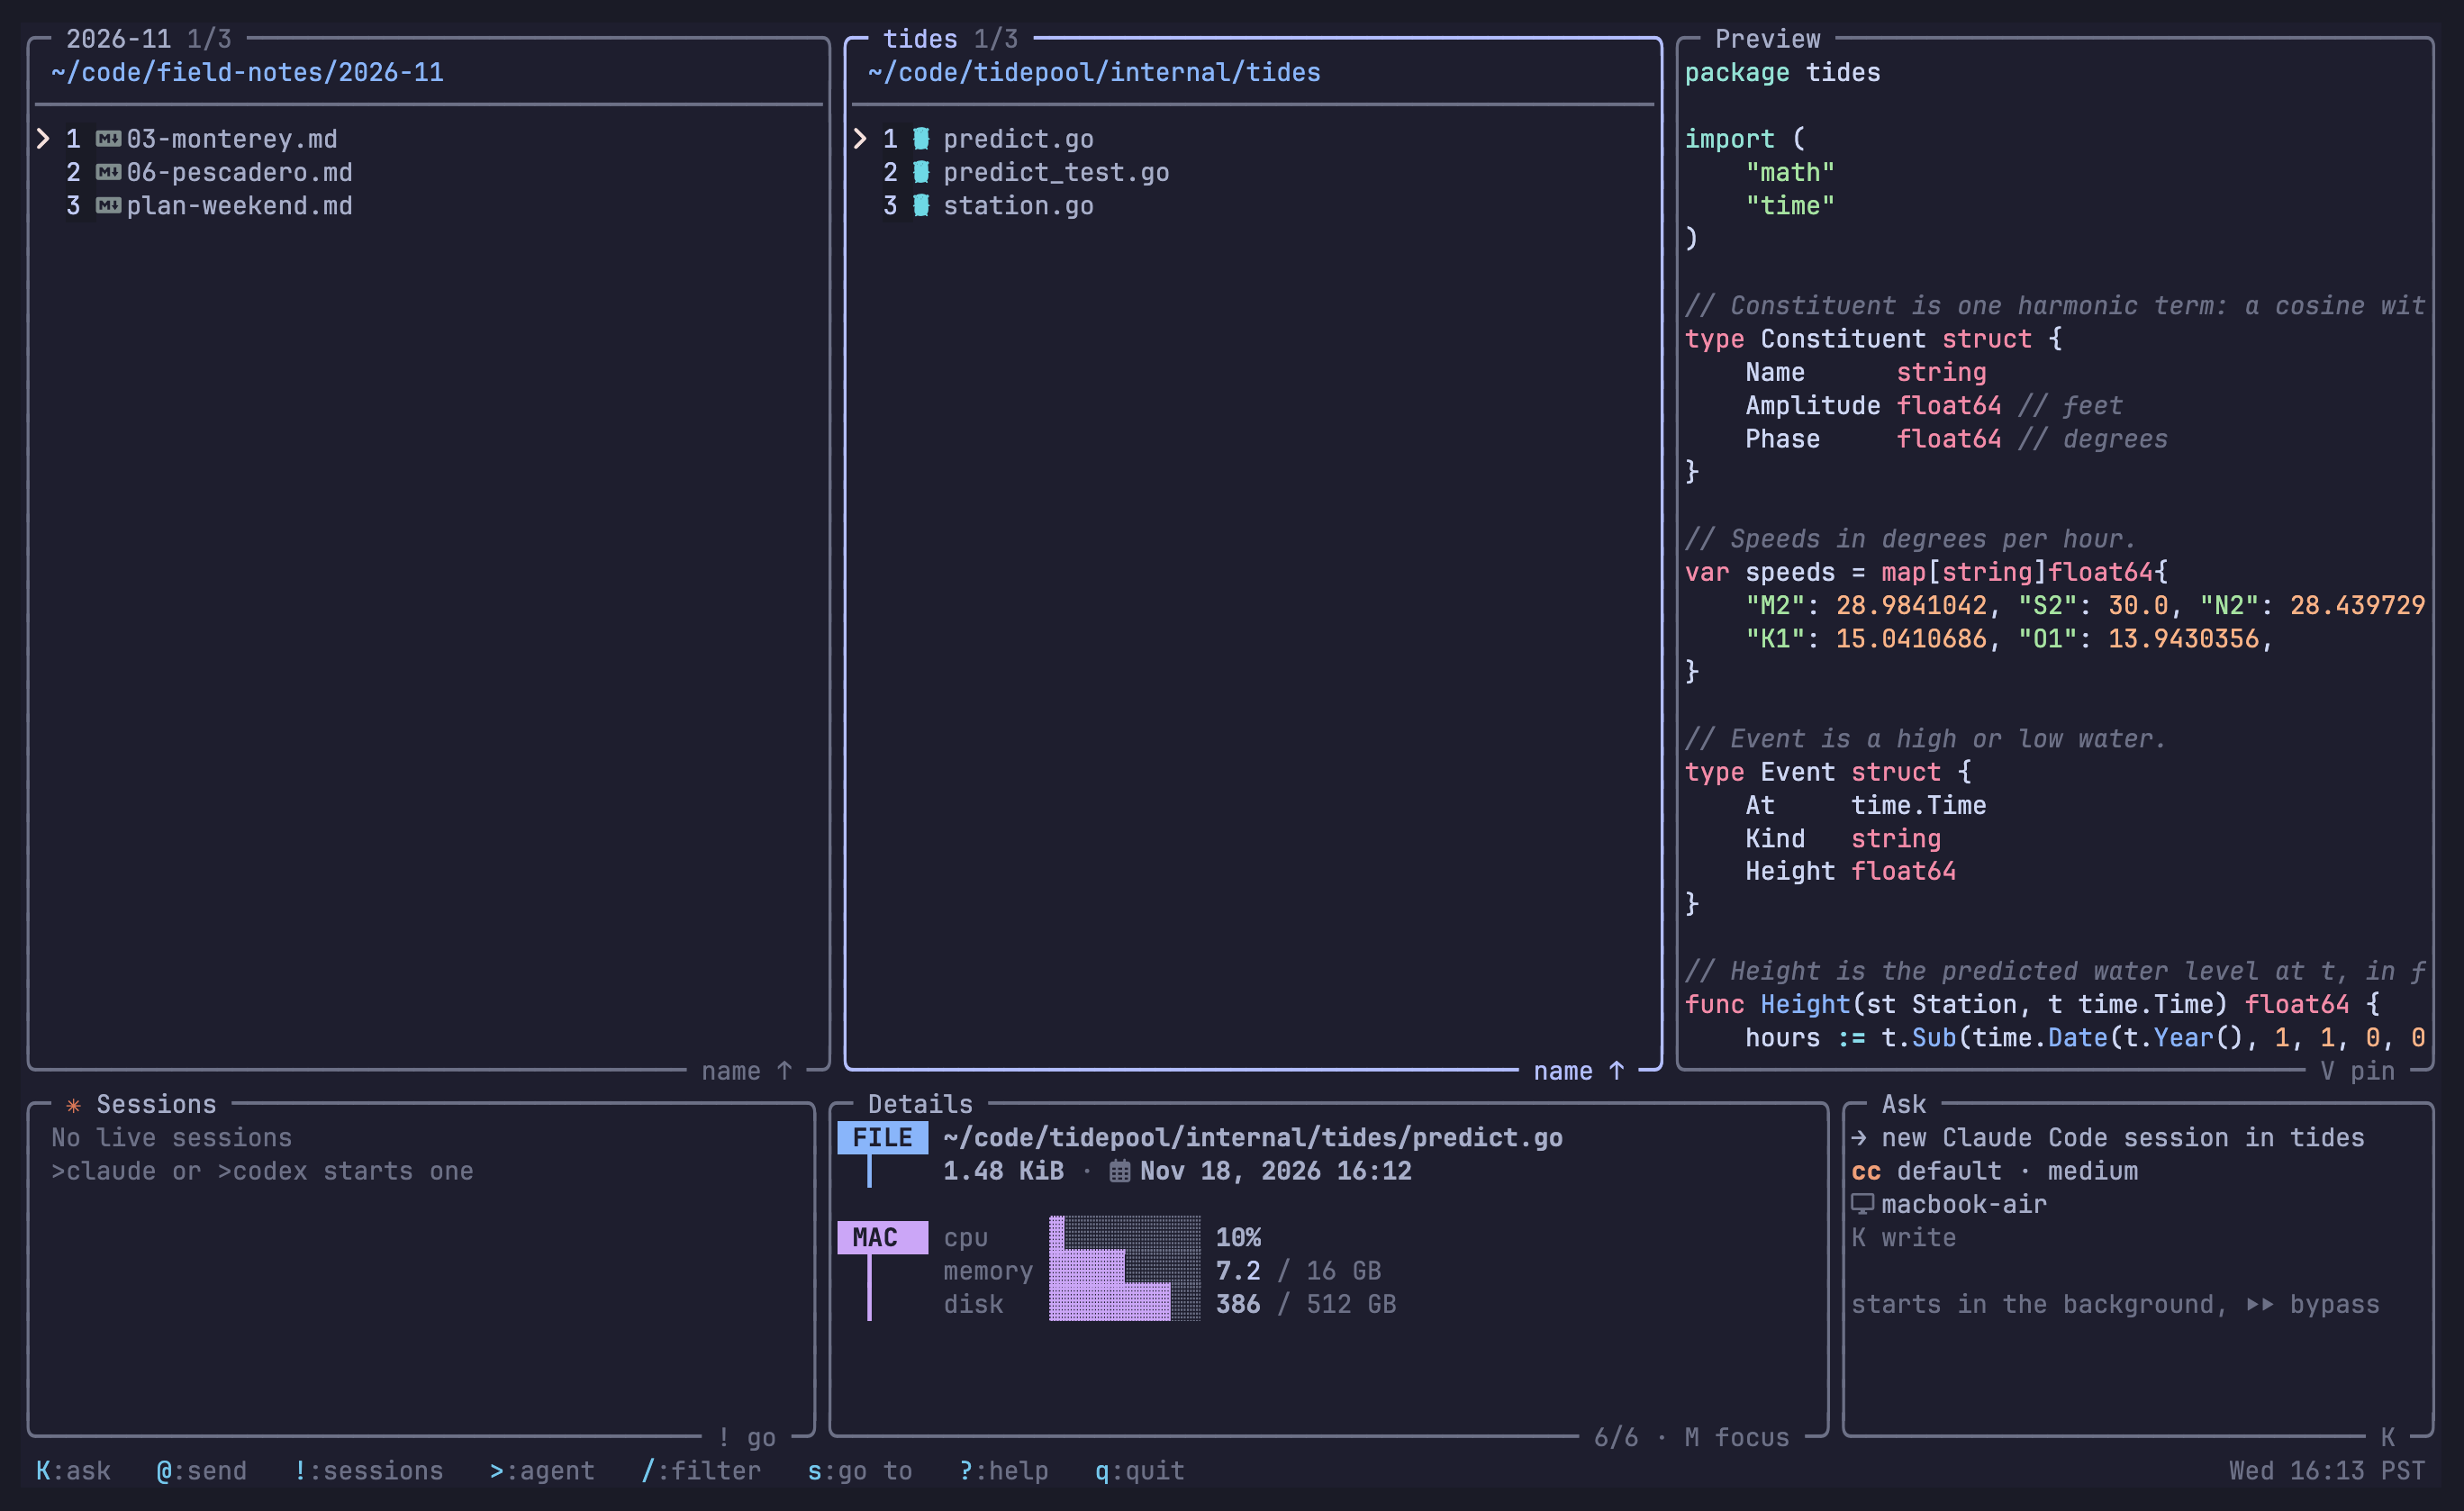 2026-11 1/3
~/code/field-notes/2026-11
1 03-monterey.md
2 06-pescadero.md
3 plan-weekend.md
name ↑
tides 1/3
~/code/tidepool/internal/tides
1 predict.go
2 predict_test.go
3 station.go
name ↑
Preview
package tides
import (
"math"
"time"
)
// Constituent is one harmonic term: a cosine wit
type Constituent struct {
Name string
Amplitude float64 // feet
Phase float64 // degrees
}
// Speeds in degrees per hour.
var speeds = map[string]float64{
"M2": 28.9841042, "S2": 30.0, "N2": 28.439729
"K1": 15.0410686, "O1": 13.9430356,
}
// Event is a high or low water.
type Event struct {
At time.Time
Kind string
Height float64
}
// Height is the predicted water level at t, in f
func Height(st Station, t time.Time) float64 {
hours := t.Sub(time.Date(t.Year(), 1, 1, 0, 0
V pin
✳ Sessions
No live sessions
>claude or >codex starts one
! go
Details
FILE ~/code/tidepool/internal/tides/predict.go
1.48 KiB · Nov 18, 2026 16:12
MAC cpu 10%
memory 7.2 / 16 GB
disk 386 / 512 GB
6/6 · M focus
Ask
→ new Claude Code session in tides
cc default · medium
macbook-air
K write
starts in the background, ▸▸ bypass
K
K:ask @:send !:sessions >:agent /:filter s:go to ?:help q:quit
Wed 16:13 PST